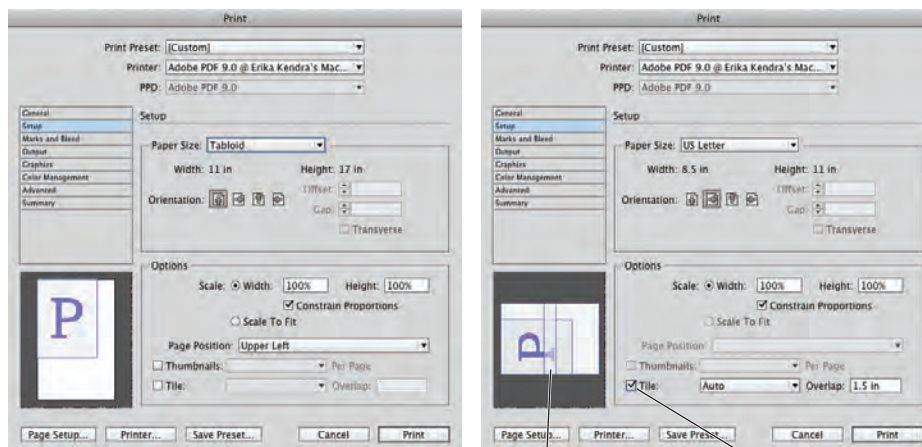 Print
Print Preset: [Custom]
Printer: Adobe PDF 9.0 @ Erika Kendra's Mac...
PPD: Adobe PDF 9.0
General
Setup
Marks and Bleed
Output
Graphics
Color Management
Advanced
Summary
Setup
Paper Size: Tabloid
Width: 11 in Height: 17 in
Orientation: Offset:
Gap:
Transverse
Options
Scale: Width: 100% Height: 100%
Constrain Proportions
Scale To Fit
Page Position: Upper Left
Thumbnails: Per Page
Tile: Overlap:
P
Page Setup... Printer... Save Preset... Cancel Print
Print
Print Preset: [Custom]
Printer: Adobe PDF 9.0 @ Erika Kendra's Mac...
PPD: Adobe PDF 9.0
General
Setup
Marks and Bleed
Output
Graphics
Color Management
Advanced
Summary
Setup
Paper Size: US Letter
Width: 8.5 in Height: 11 in
Orientation: Offset:
Gap:
Transverse
Options
Scale: Width: 100% Height: 100%
Constrain Proportions
Scale To Fit
Page Position:
Thumbnails: Per Page
Tile: Auto Overlap: 1.5 in
P
Page Setup... Printer... Save Preset... Cancel Print